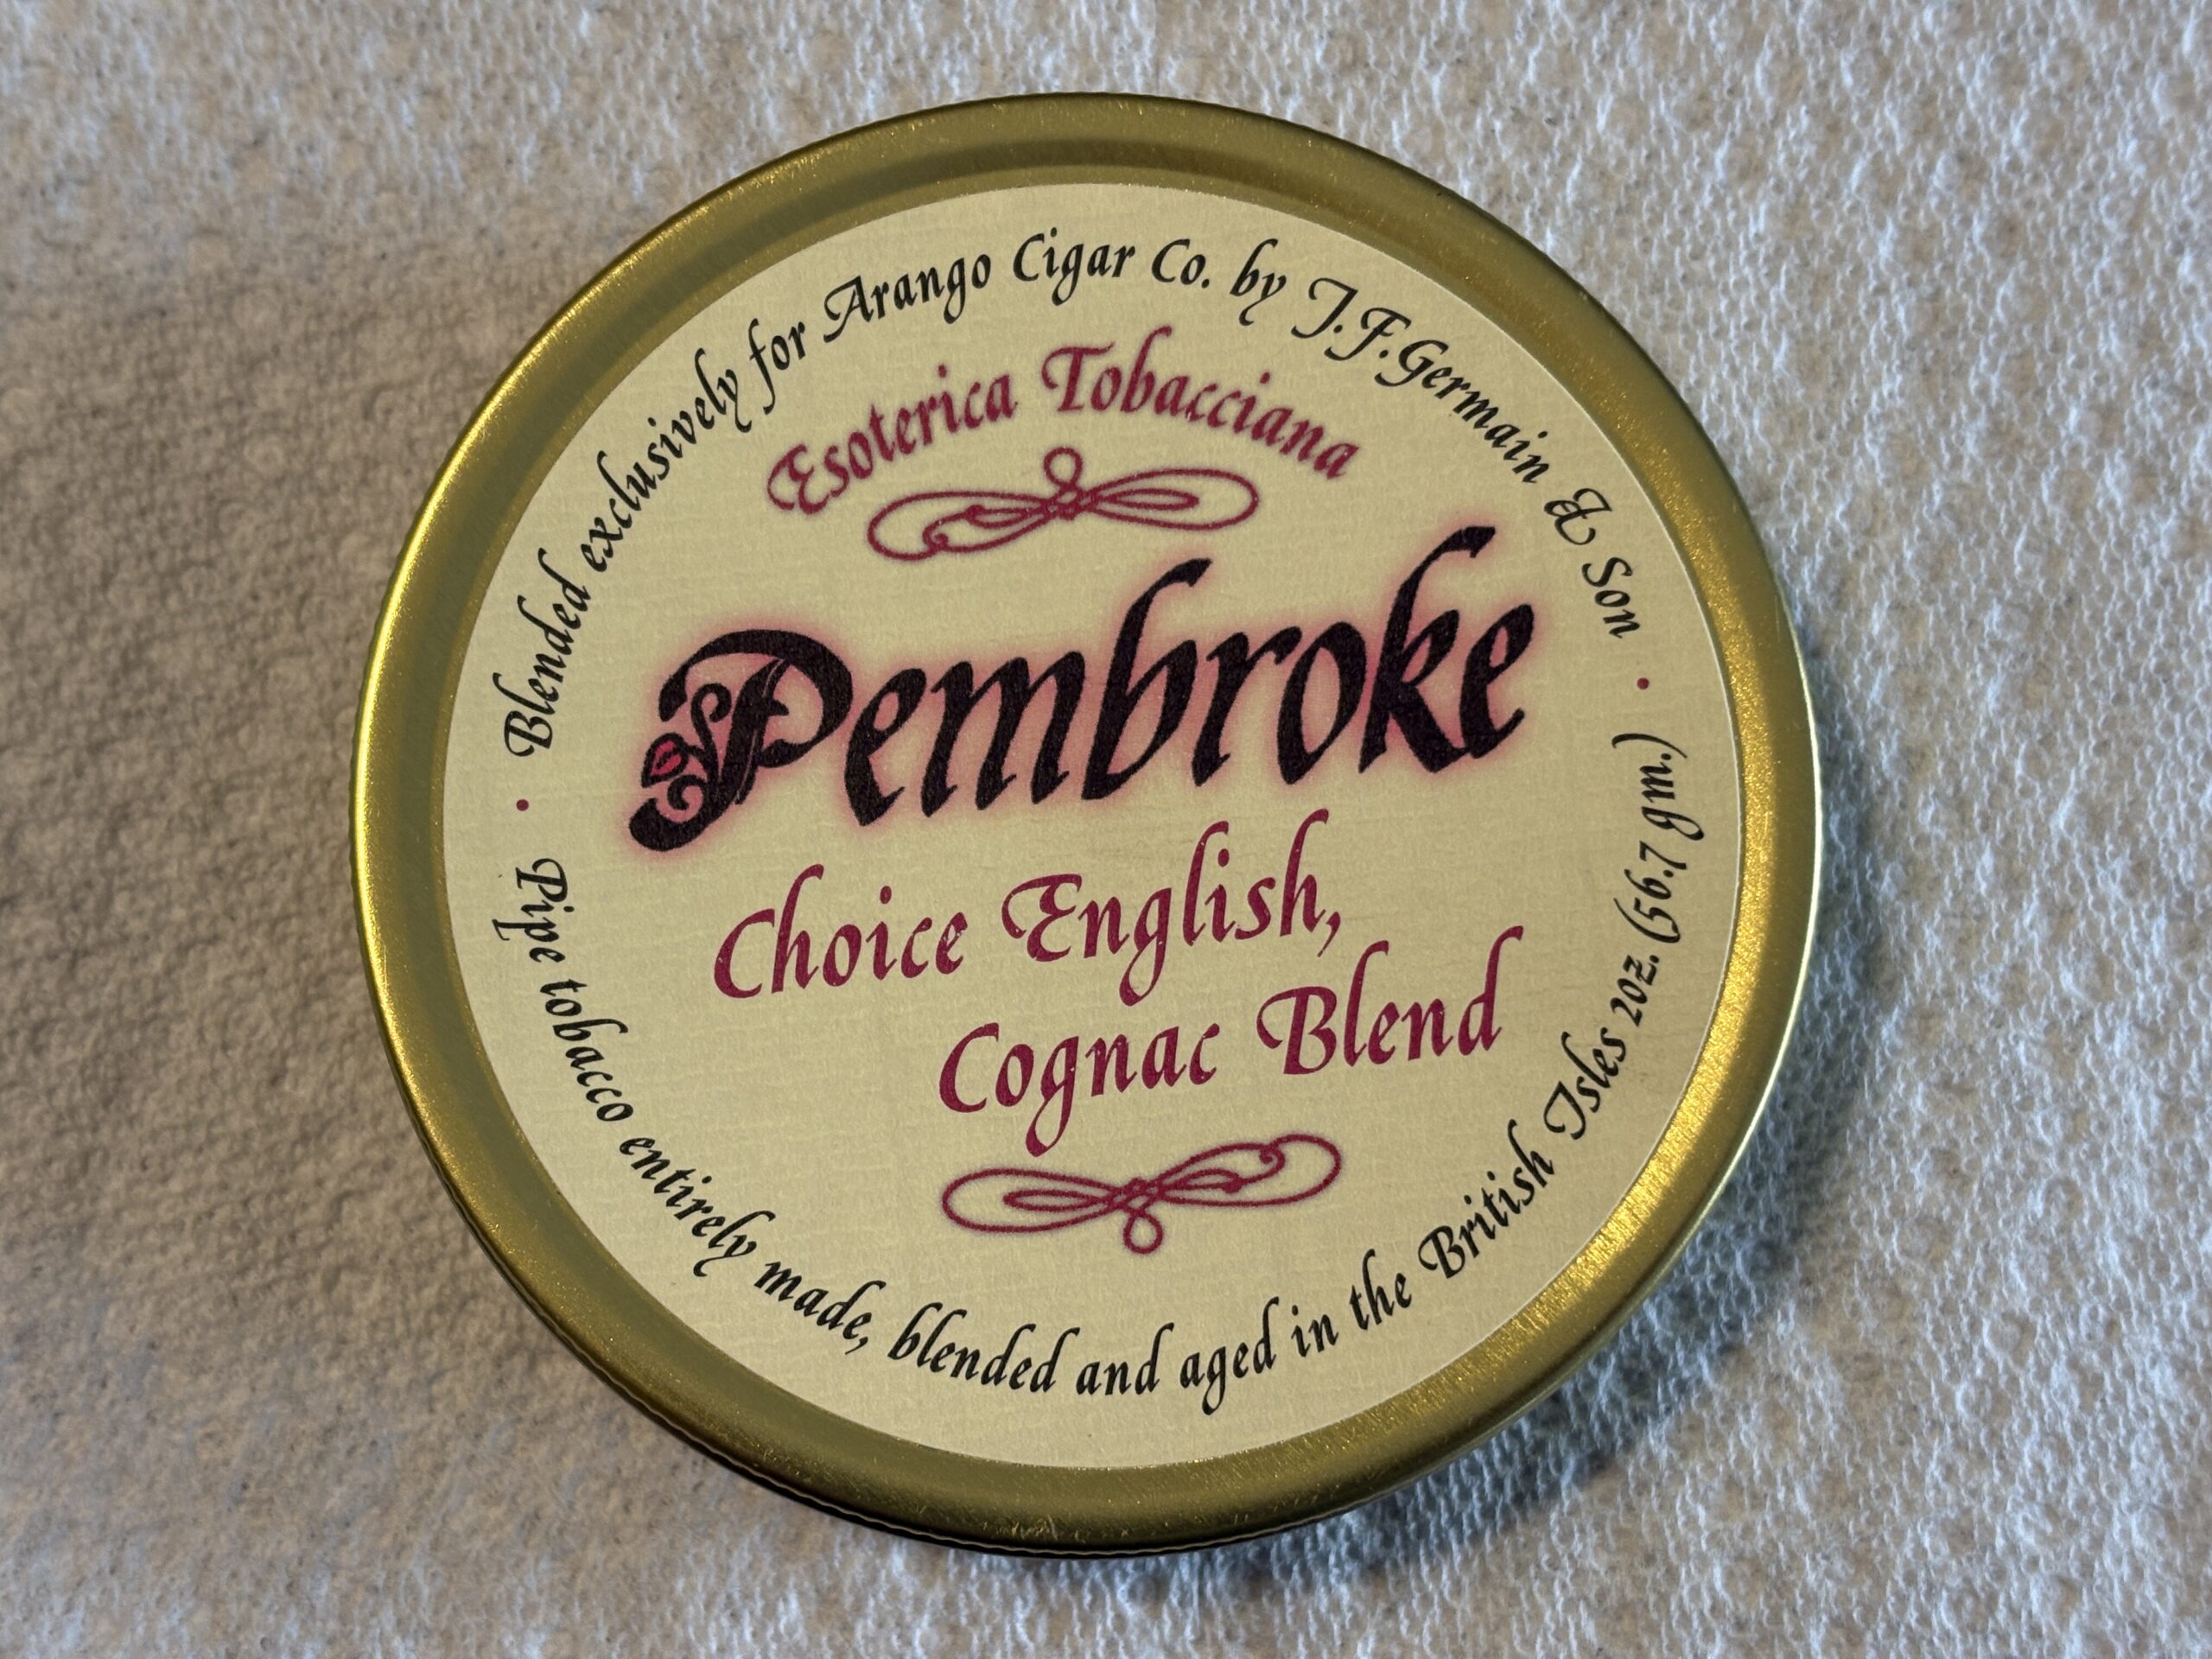 Blended exclusively for Arango Cigar Co. by J.F.Germain & Son
Esoterica Tobacciana
Pembroke
Choice English,
Cognac Blend
Pipe tobacco entirely made, blended and aged in the British Isles 2oz. (56.7 gm.)